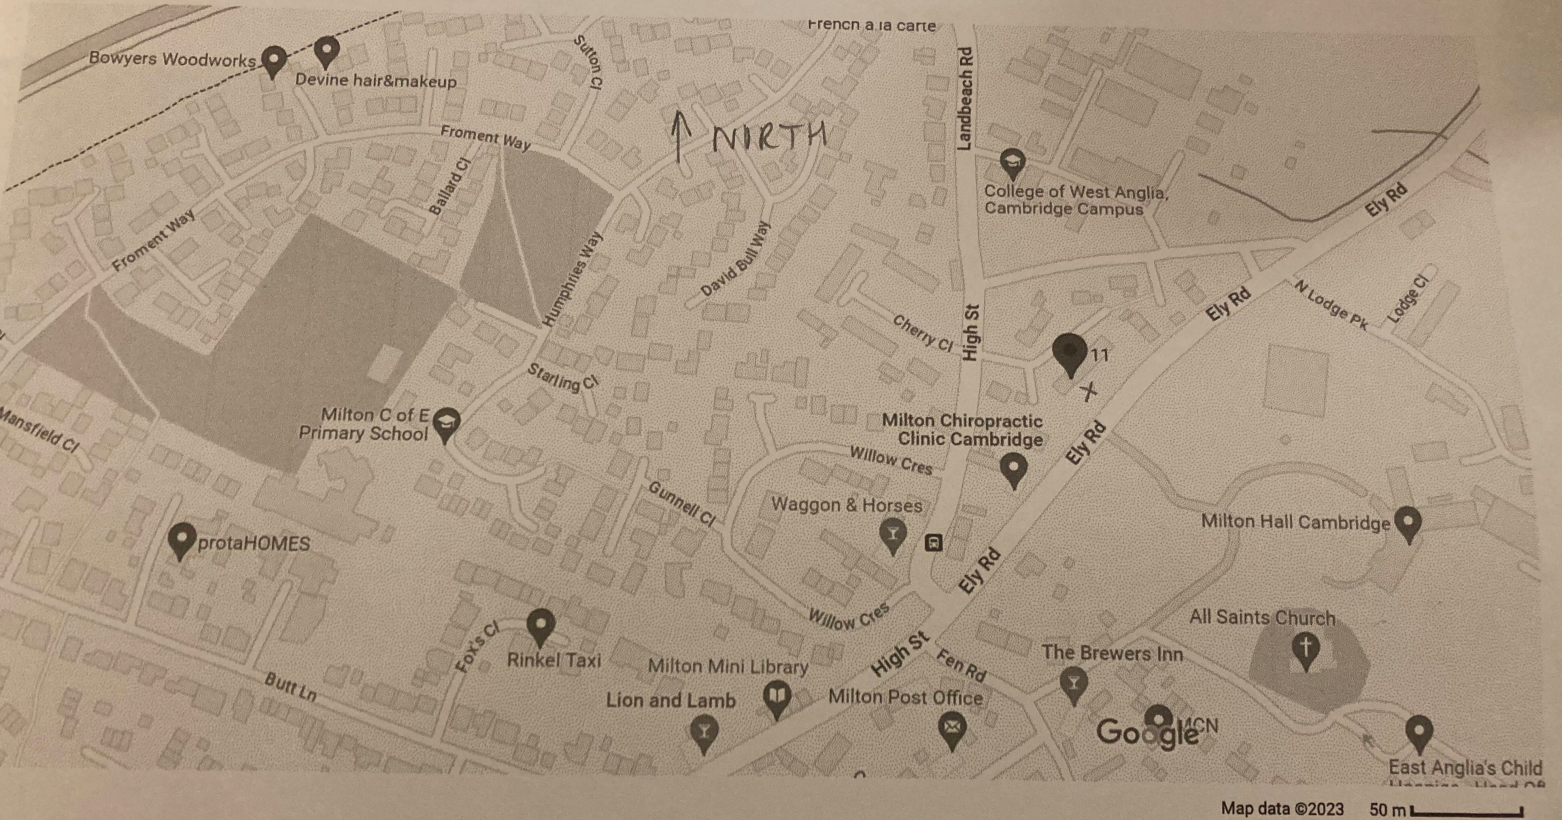 French a la carte
Bowyers Woodworks
Devine hair&makeup
Sutton Cl
Landbeach Rd
Froment Way
↑ NIRTH
Ballard Cl
College of West Anglia,
Cambridge Campus
Ely Rd
Froment Way
Humphries Way
David Bull Way
N Lodge Pk
Lodge Cl
Ely Rd
Cherry Cl
High St
11
X
Starling Cl
Mansfield Cl
Milton C of E
Primary School
Milton Chiropractic
Clinic Cambridge
Ely Rd
Willow Cres
Gunnell Cl
Waggon & Horses
Milton Hall Cambridge
protaHOMES
Ely Rd
Willow Cres
All Saints Church
Fox's Cl
Rinkel Taxi
High St
Fen Rd
The Brewers Inn
Milton Mini Library
Butt Ln
Lion and Lamb
Milton Post Office
Google
East Anglia's Child
Map data ©2023
50 m